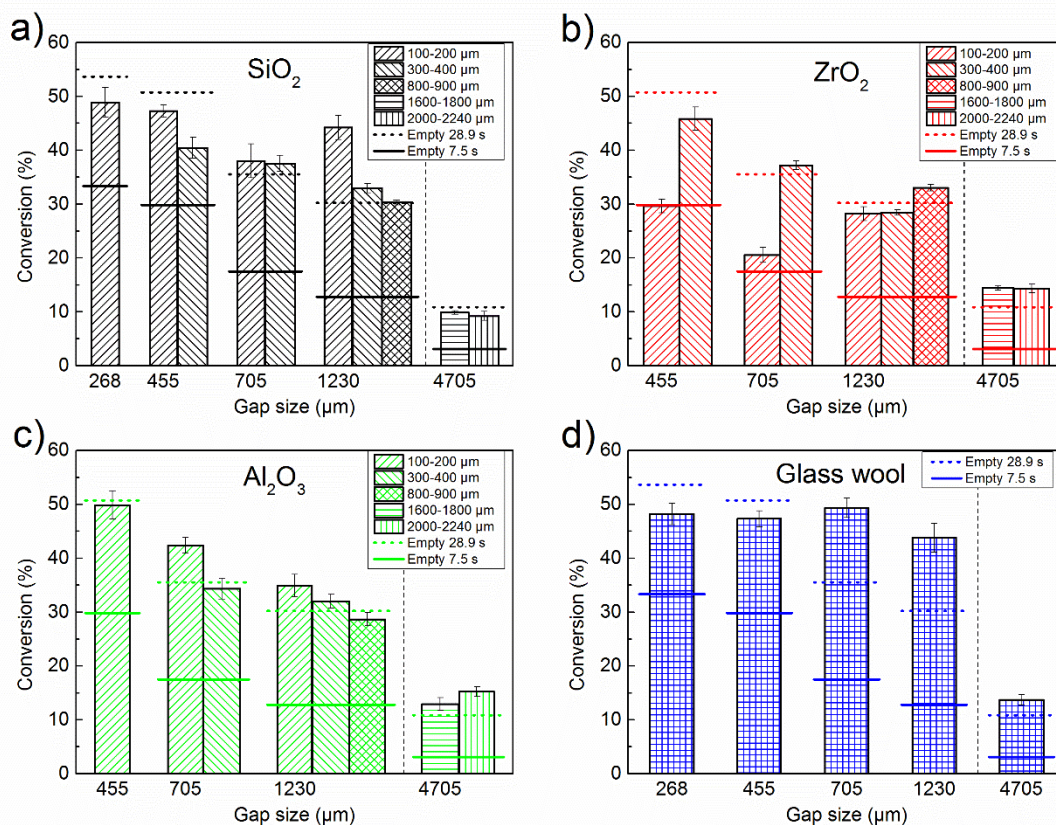 a)
SiO₂
Conversion (%)
60
50
40
30
20
10
0
100-200 µm
300-400 µm
800-900 µm
1600-1800 µm
2000-2240 µm
Empty 28.9 s
Empty 7.5 s
268 455 705 1230 4705
Gap size (µm)
b)
ZrO₂
Conversion (%)
60
50
40
30
20
10
0
100-200 µm
300-400 µm
800-900 µm
1600-1800 µm
2000-2240 µm
Empty 28.9 s
Empty 7.5 s
455 705 1230 4705
Gap size (µm)
c)
Al₂O₃
Conversion (%)
60
50
40
30
20
10
0
100-200 µm
300-400 µm
800-900 µm
1600-1800 µm
2000-2240 µm
Empty 28.9 s
Empty 7.5 s
455 705 1230 4705
Gap size (µm)
d)
Glass wool
Conversion (%)
60
50
40
30
20
10
0
Empty 28.9 s
Empty 7.5 s
268 455 705 1230 4705
Gap size (µm)